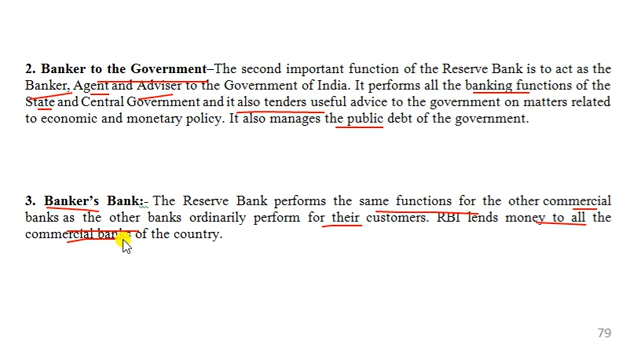 2. Banker to the Government–The second important function of the Reserve Bank is to act as the
Banker, Agent and Adviser to the Government of India. It performs all the banking functions of the
State and Central Government and it also tenders useful advice to the government on matters related
to economic and monetary policy. It also manages the public debt of the government.
3. Banker's Bank:- The Reserve Bank performs the same functions for the other commercial
banks as the other banks ordinarily perform for their customers. RBI lends money to all the
commercial banks of the country.
79